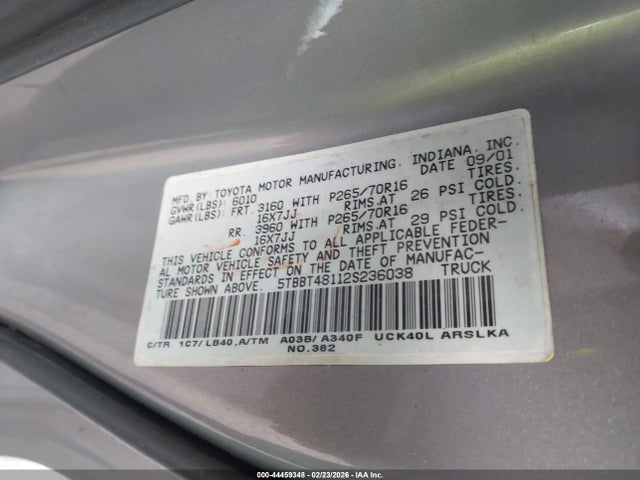 MFD. BY: TOYOTA MOTOR MANUFACTURING, INDIANA, INC.
GVWR(LBS): 6010 DATE 09/01
GAWR(LBS): FRT. 3160 WITH P265/70R16 TIRES,
16X7JJ RIMS,AT 26 PSI COLD.
RR. 3960 WITH P265/70R16 TIRES,
16X7JJ RIMS,AT 29 PSI COLD.
THIS VEHICLE CONFORMS TO ALL APPLICABLE FEDER-
AL MOTOR VEHICLE SAFETY AND THEFT PREVENTION
STANDARDS IN EFFECT ON THE DATE OF MANUFAC-
TURE SHOWN ABOVE. 5TBBT48112S236038 TRUCK
C/TR 1C7/LB40,A/TM A03B/A340F UCK40L ARSLKA
NO.382
000-44459348 - 02/23/2026 - © IAA Inc.